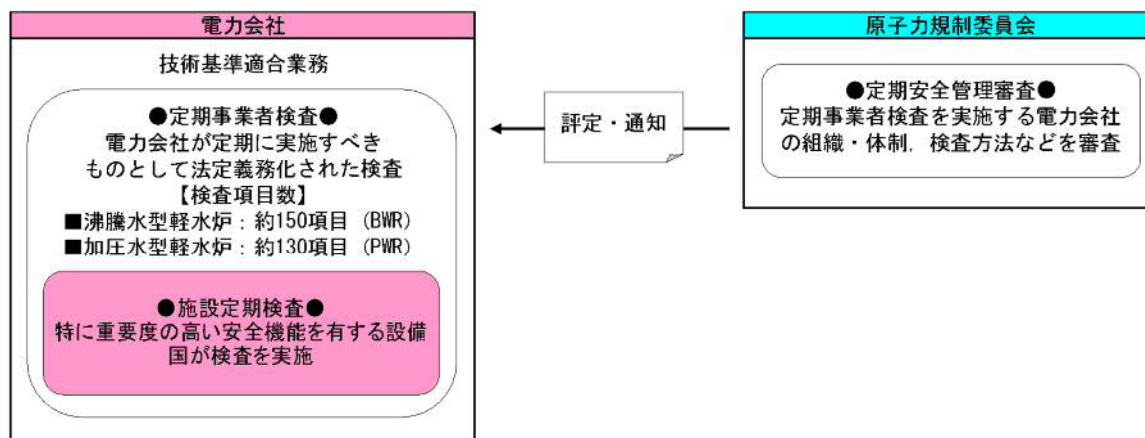 電力会社
技術基準適合業務
●定期事業者検査●
電力会社が定期に実施すべき
ものとして法定義務化された検査
【検査項目数】
■沸騰水型軽水炉：約150項目 (BWR)
■加圧水型軽水炉：約130項目 (PWR)
●施設定期検査●
特に重要度の高い安全機能を有する設備
国が検査を実施
評定・通知
原子力規制委員会
●定期安全管理審査●
定期事業者検査を実施する電力会社
の組織・体制，検査方法などを審査